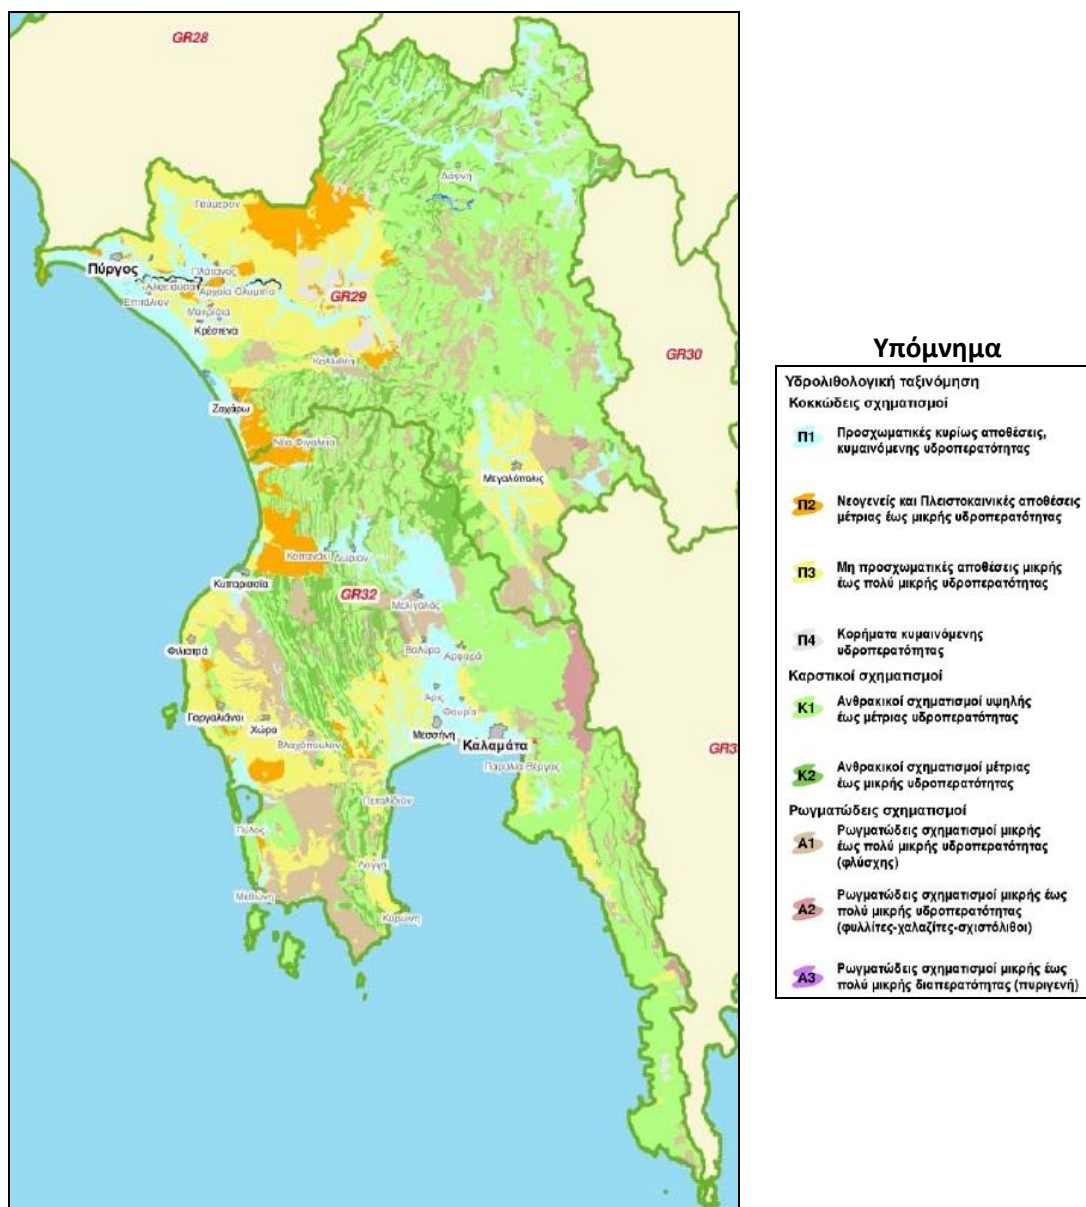 GR28
Δάφνη
Γούμερον
Πύργος
Πλάτανος
Αλφειούσα
Αρχαία Ολυμπία
GR29
Επιτάλιον
Μακρίσια
Κρέστενα
GR30
Καλλιθέα
Ζαχάρω
Νέα Φιγαλεία
Μεγαλόπολις
Κοπανάκι
Δώριον
Κυπαρισσία
GR32
Μελιγαλάς
Βαλύρα
Αρφαρά
Φιλιατρά
Άρις
Θουρία
Γαργαλιάνοι
Χώρα
Μεσσήνη
Καλαμάτα
Βλαχόπουλον
GR3
Παραλία Βέργας
Πεταλίδιον
Πύλος
Λογγά
Μεθώνη
Κορώνη
Υπόμνημα
Υδρολιθολογική ταξινόμηση
Κοκκώδεις σχηματισμοί
Π1 Προσχωματικές κυρίως αποθέσεις,
κυμαινόμενης υδροπερατότητας
Π2 Νεογενείς και Πλειστοκαινικές αποθέσεις
μέτριας έως μικρής υδροπερατότητας
Π3 Μη προσχωματικές αποθέσεις μικρής
έως πολύ μικρής υδροπερατότητας
Π4 Κορήματα κυμαινόμενης
υδροπερατότητας
Καρστικοί σχηματισμοί
Κ1 Ανθρακικοί σχηματισμοί υψηλής
έως μέτριας υδροπερατότητας
Κ2 Ανθρακικοί σχηματισμοί μέτριας
έως μικρής υδροπερατότητας
Ρωγματώδεις σχηματισμοί
Α1 Ρωγματώδεις σχηματισμοί μικρής
έως πολύ μικρής υδροπερατότητας
(φλύσχης)
Α2 Ρωγματώδεις σχηματισμοί μικρής έως
πολύ μικρής υδροπερατότητας
(φυλλίτες-χαλαζίτες-σχιστόλιθοι)
Α3 Ρωγματώδεις σχηματισμοί μικρής έως
πολύ μικρής διαπερατότητας (πυριγενή)